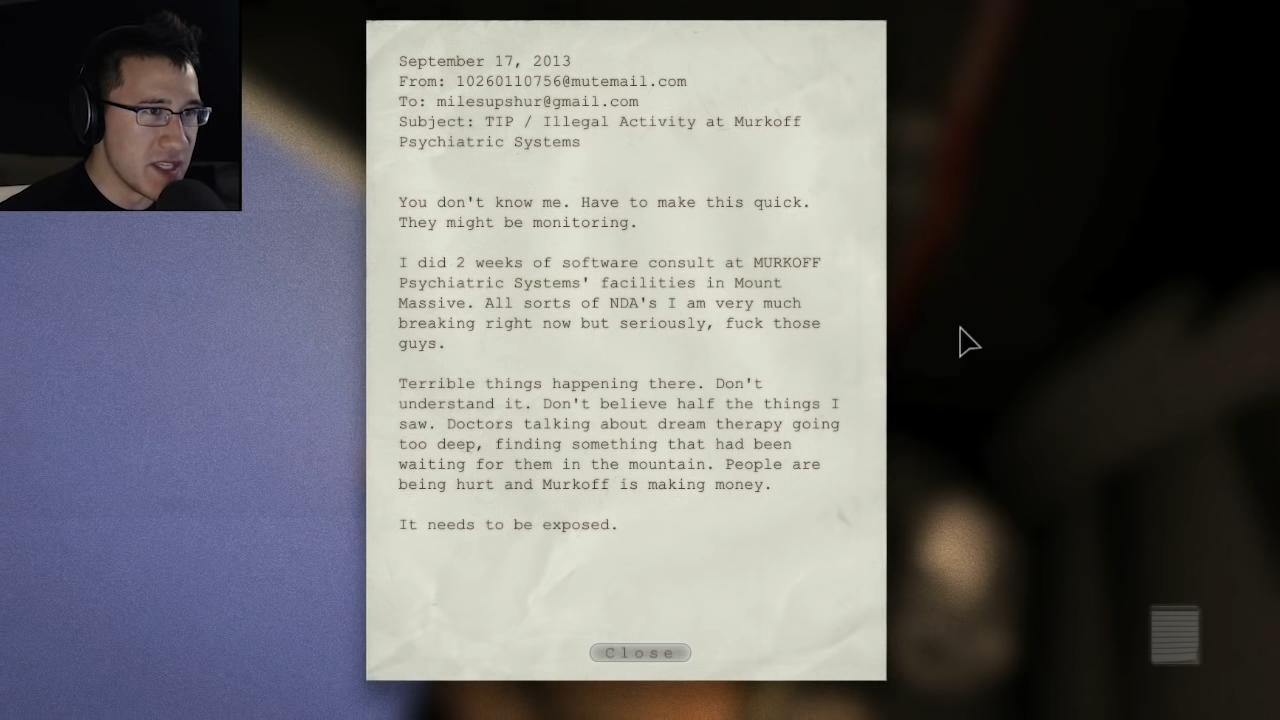 September 17, 2013
From: 10260110756@mutemail.com
To: milesupshur@gmail.com
Subject: TIP / Illegal Activity at Murkoff
Psychiatric Systems
You don't know me. Have to make this quick.
They might be monitoring.
I did 2 weeks of software consult at MURKOFF
Psychiatric Systems' facilities in Mount
Massive. All sorts of NDA's I am very much
breaking right now but seriously, fuck those
guys.
Terrible things happening there. Don't
understand it. Don't believe half the things I
saw. Doctors talking about dream therapy going
too deep, finding something that had been
waiting for them in the mountain. People are
being hurt and Murkoff is making money.
It needs to be exposed.
Close